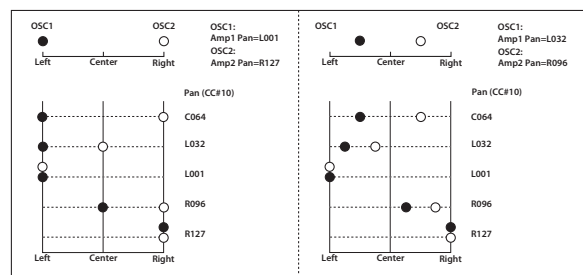 OSC1 OSC2 OSC1:
Amp1 Pan=L001
OSC2:
Amp2 Pan=R127
Left Center Right
Pan (CC#10)
C064
L032
L001
R096
R127
Left Center Right
OSC1 OSC2 OSC1:
Amp1 Pan=L032
OSC2:
Amp2 Pan=R096
Left Center Right
Pan (CC#10)
C064
L032
L001
R096
R127
Left Center Right